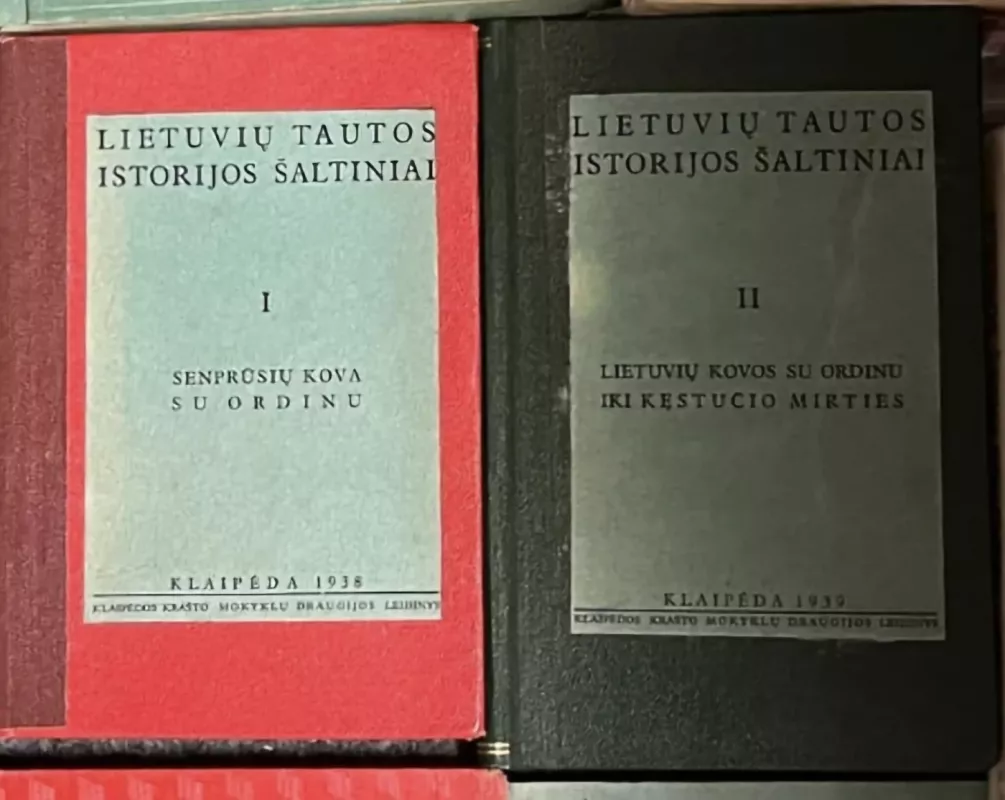 LIETUVIŲ TAUTOS
ISTORIJOS ŠALTINIAI
I
SENPRŪSIŲ KOVA
SU ORDINU
KLAIPĖDA 1938
KLAIPĖDOS KRAŠTO MOKYKLŲ DRAUGIJOS LEIDINYS
LIETUVIŲ TAUTOS
ISTORIJOS ŠALTINIAI
II
LIETUVIŲ KOVOS SU ORDINU
IKI KĘSTUČIO MIRTIES
KLAIPĖDA 1939
KLAIPĖDOS KRAŠTO MOKYKLŲ DRAUGIJOS LEIDINYS